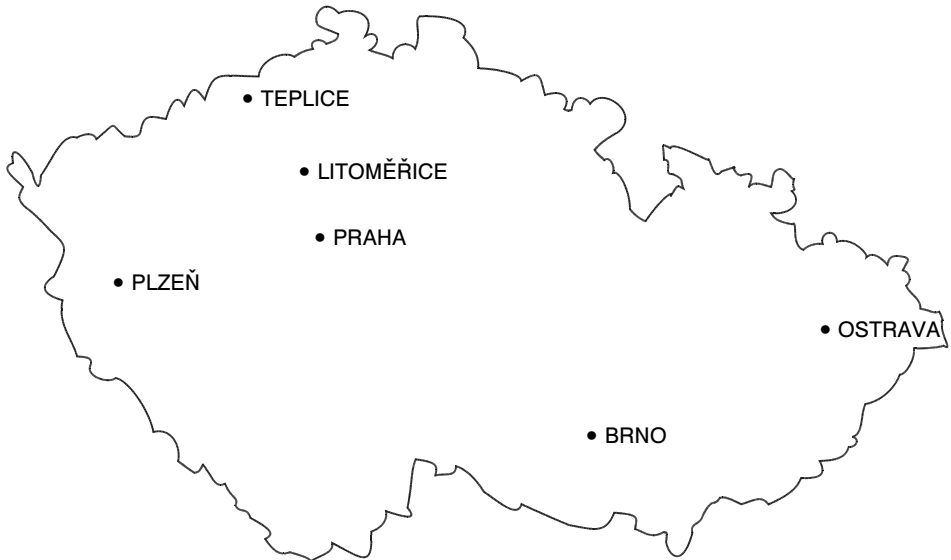 TEPLICE
LITOMĚŘICE
PRAHA
PLZEŇ
OSTRAVA
BRNO